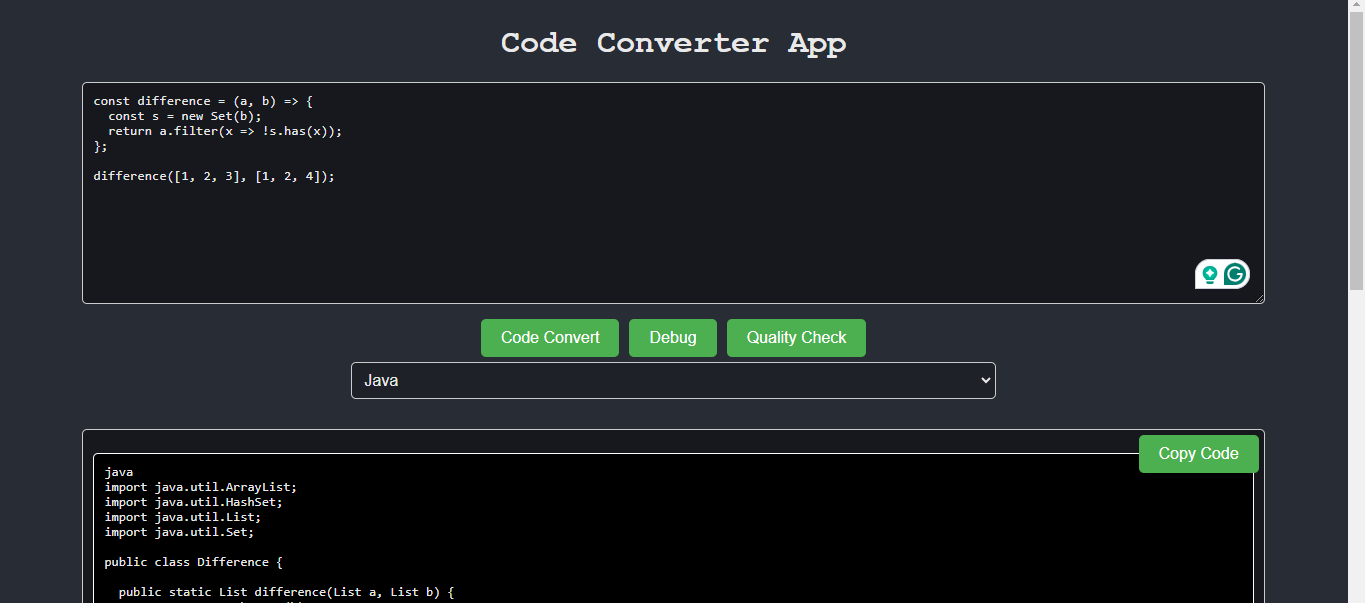 Code Converter App
const difference = (a, b) => {
  const s = new Set(b);
  return a.filter(x => !s.has(x));
};
difference([1, 2, 3], [1, 2, 4]);
Code Convert
Debug
Quality Check
Java
Copy Code
java
import java.util.ArrayList;
import java.util.HashSet;
import java.util.List;
import java.util.Set;
public class Difference {
  public static List difference(List a, List b) {